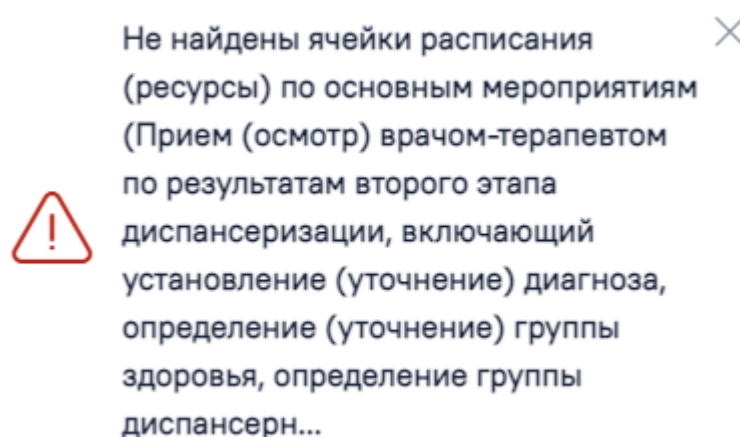 Не найдены ячейки расписания
(ресурсы) по основным мероприятиям
(Прием (осмотр) врачом-терапевтом
по результатам второго этапа
диспансеризации, включающий
установление (уточнение) диагноза,
определение (уточнение) группы
здоровья, определение группы
диспансерн...